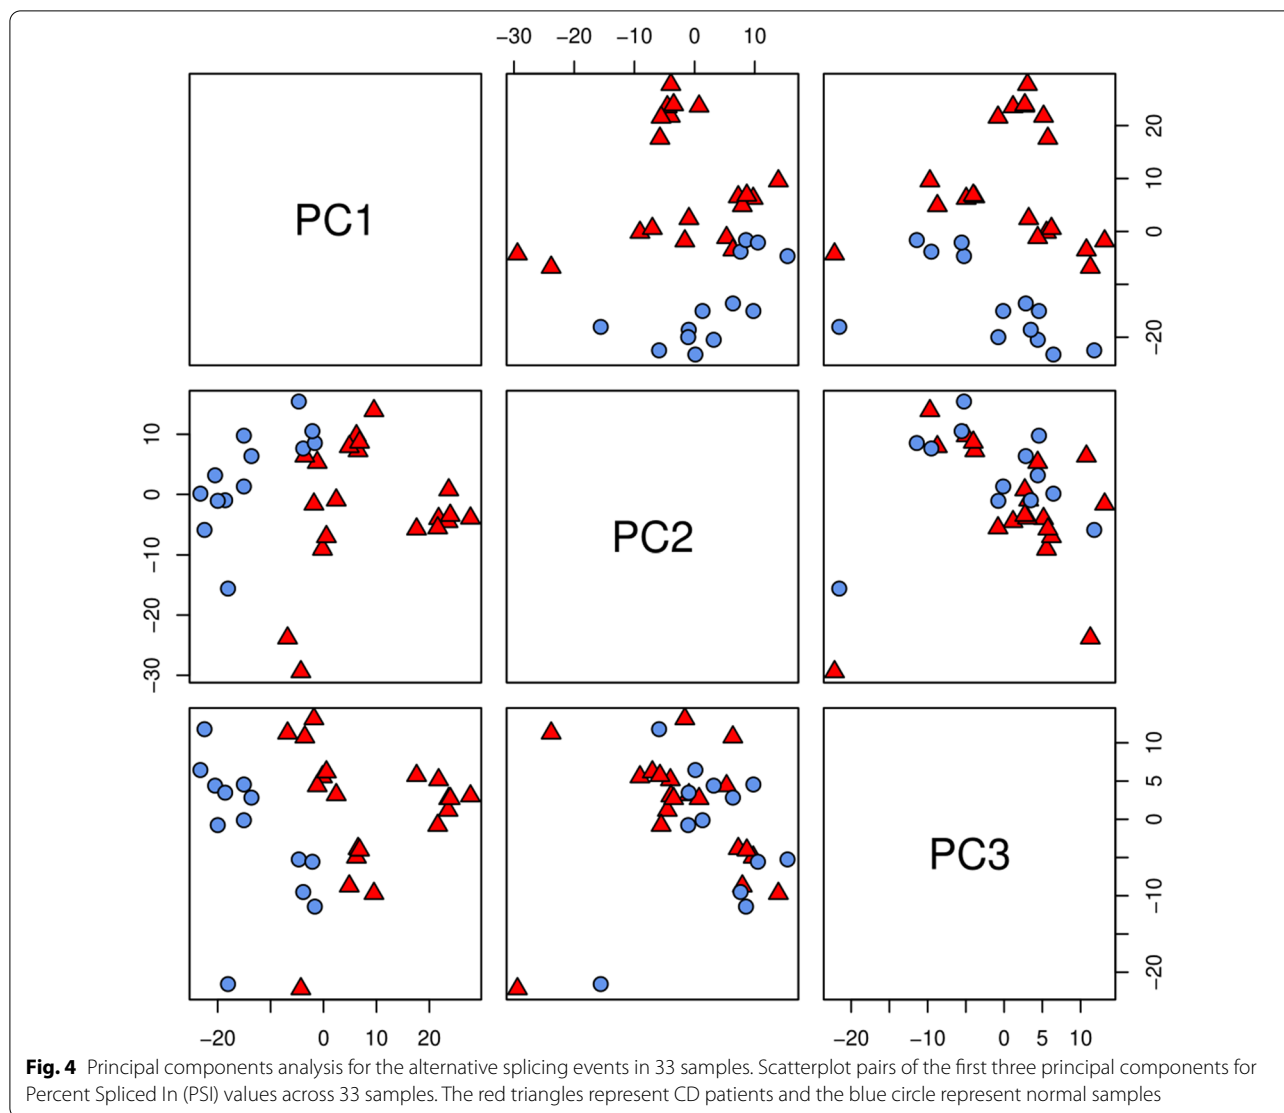 −30 −20 −10 0 10
PC1
20
10
0
−20
10
0
−10
−20
−30
PC2
PC3
10
5
0
−10
−20
−20 0 10 20
−20 −10 0 5 10
Fig. 4 Principal components analysis for the alternative splicing events in 33 samples. Scatterplot pairs of the first three principal components for
Percent Spliced In (PSI) values across 33 samples. The red triangles represent CD patients and the blue circle represent normal samples